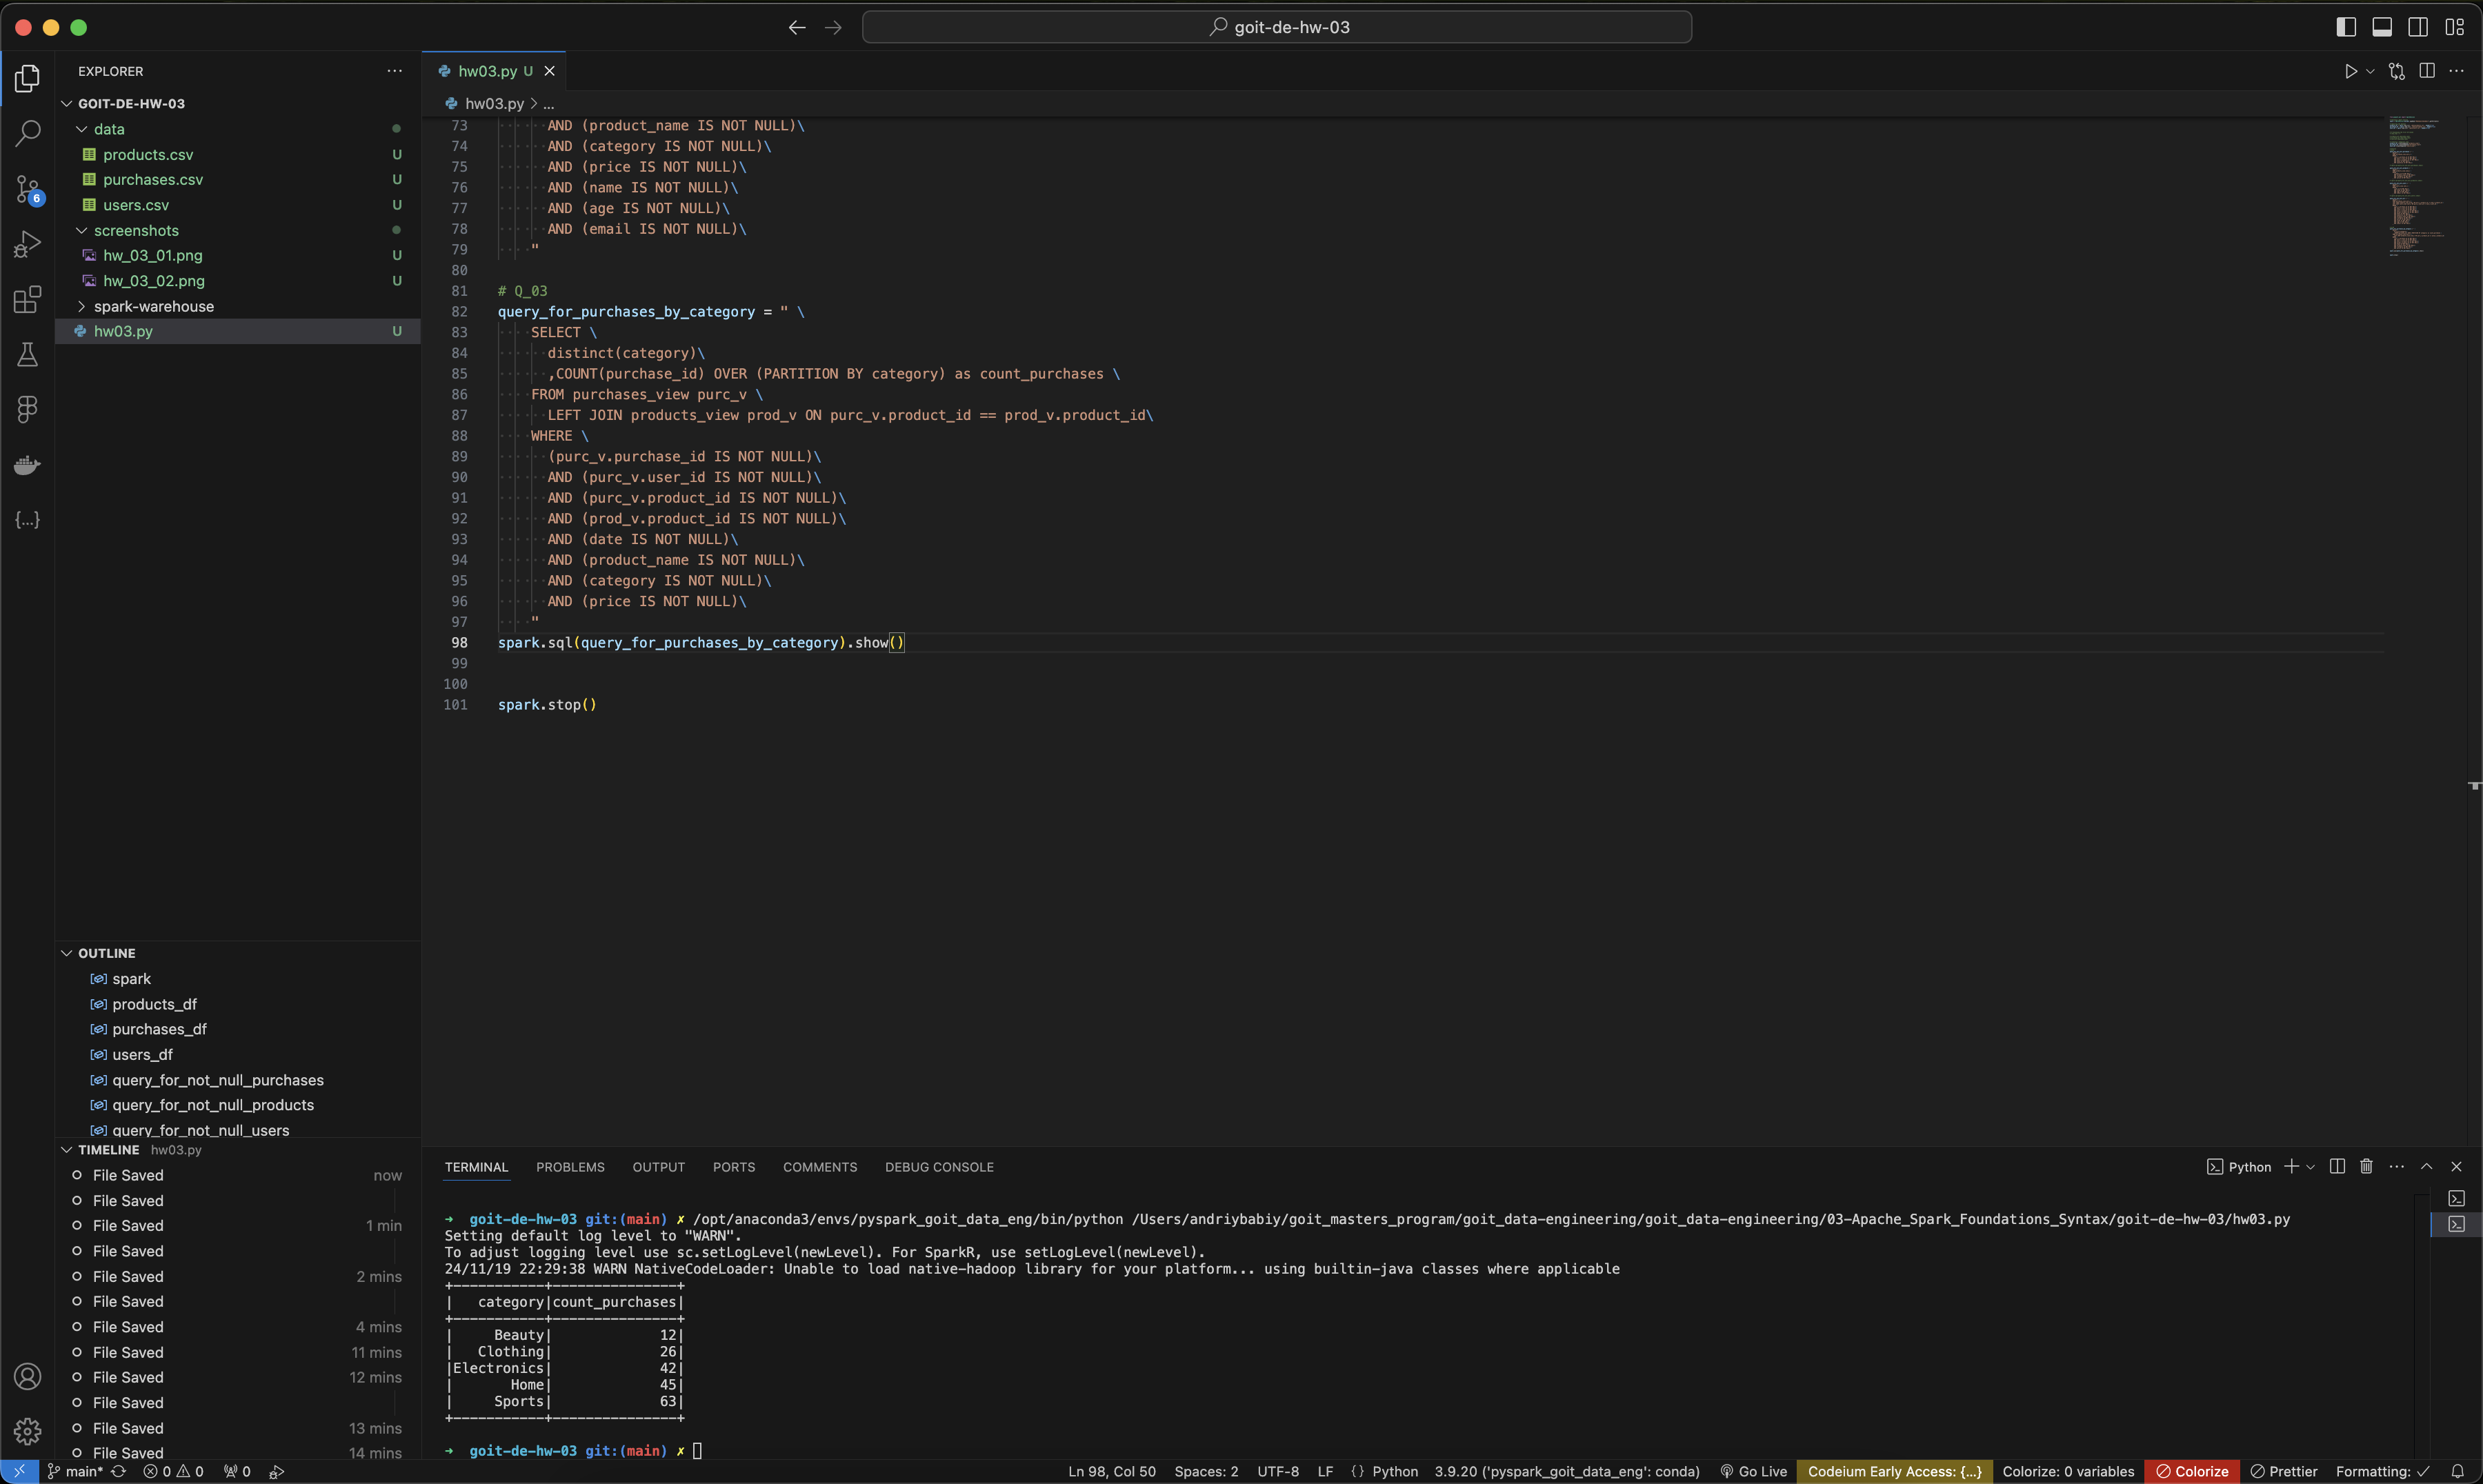 goit-de-hw-03
EXPLORER
GOIT-DE-HW-03
data
products.csv U
purchases.csv U
users.csv U
screenshots
hw_03_01.png U
hw_03_02.png U
spark-warehouse
hw03.py U
6
{...}
OUTLINE
spark
products_df
purchases_df
users_df
query_for_not_null_purchases
query_for_not_null_products
query_for_not_null_users
TIMELINE hw03.py
File Saved now
File Saved
File Saved 1 min
File Saved
File Saved 2 mins
File Saved
File Saved 4 mins
File Saved 11 mins
File Saved 12 mins
File Saved
File Saved 13 mins
File Saved 14 mins
hw03.py U
hw03.py > ...
73 AND (product_name IS NOT NULL)\
74 AND (category IS NOT NULL)\
75 AND (price IS NOT NULL)\
76 AND (name IS NOT NULL)\
77 AND (age IS NOT NULL)\
78 AND (email IS NOT NULL)\
79 "
80
81 # Q_03
82 query_for_purchases_by_category = " \
83 SELECT \
84 distinct(category)\
85 ,COUNT(purchase_id) OVER (PARTITION BY category) as count_purchases \
86 FROM purchases_view purc_v \
87 LEFT JOIN products_view prod_v ON purc_v.product_id == prod_v.product_id\
88 WHERE \
89 (purc_v.purchase_id IS NOT NULL)\
90 AND (purc_v.user_id IS NOT NULL)\
91 AND (purc_v.product_id IS NOT NULL)\
92 AND (prod_v.product_id IS NOT NULL)\
93 AND (date IS NOT NULL)\
94 AND (product_name IS NOT NULL)\
95 AND (category IS NOT NULL)\
96 AND (price IS NOT NULL)\
97 "
98 spark.sql(query_for_purchases_by_category).show()
99
100
101 spark.stop()
TERMINAL PROBLEMS OUTPUT PORTS COMMENTS DEBUG CONSOLE
Python
➜ goit-de-hw-03 git:(main) ✗ /opt/anaconda3/envs/pyspark_goit_data_eng/bin/python /Users/andriybabiy/goit_masters_program/goit_data-engineering/goit_data-engineering/03-Apache_Spark_Foundations_Syntax/goit-de-hw-03/hw03.py
Setting default log level to "WARN".
To adjust logging level use sc.setLogLevel(newLevel). For SparkR, use setLogLevel(newLevel).
24/11/19 22:29:38 WARN NativeCodeLoader: Unable to load native-hadoop library for your platform... using builtin-java classes where applicable
+-----------+---------------+
|   category|count_purchases|
+-----------+---------------+
|     Beauty|             12|
|   Clothing|             26|
|Electronics|             42|
|       Home|             45|
|     Sports|             63|
+-----------+---------------+
➜ goit-de-hw-03 git:(main) ✗
main* 0 0 0 Ln 98, Col 50 Spaces: 2 UTF-8 LF {} Python 3.9.20 ('pyspark_goit_data_eng': conda) Go Live Codeium Early Access: {...} Colorize: 0 variables Colorize Prettier Formatting: ✓